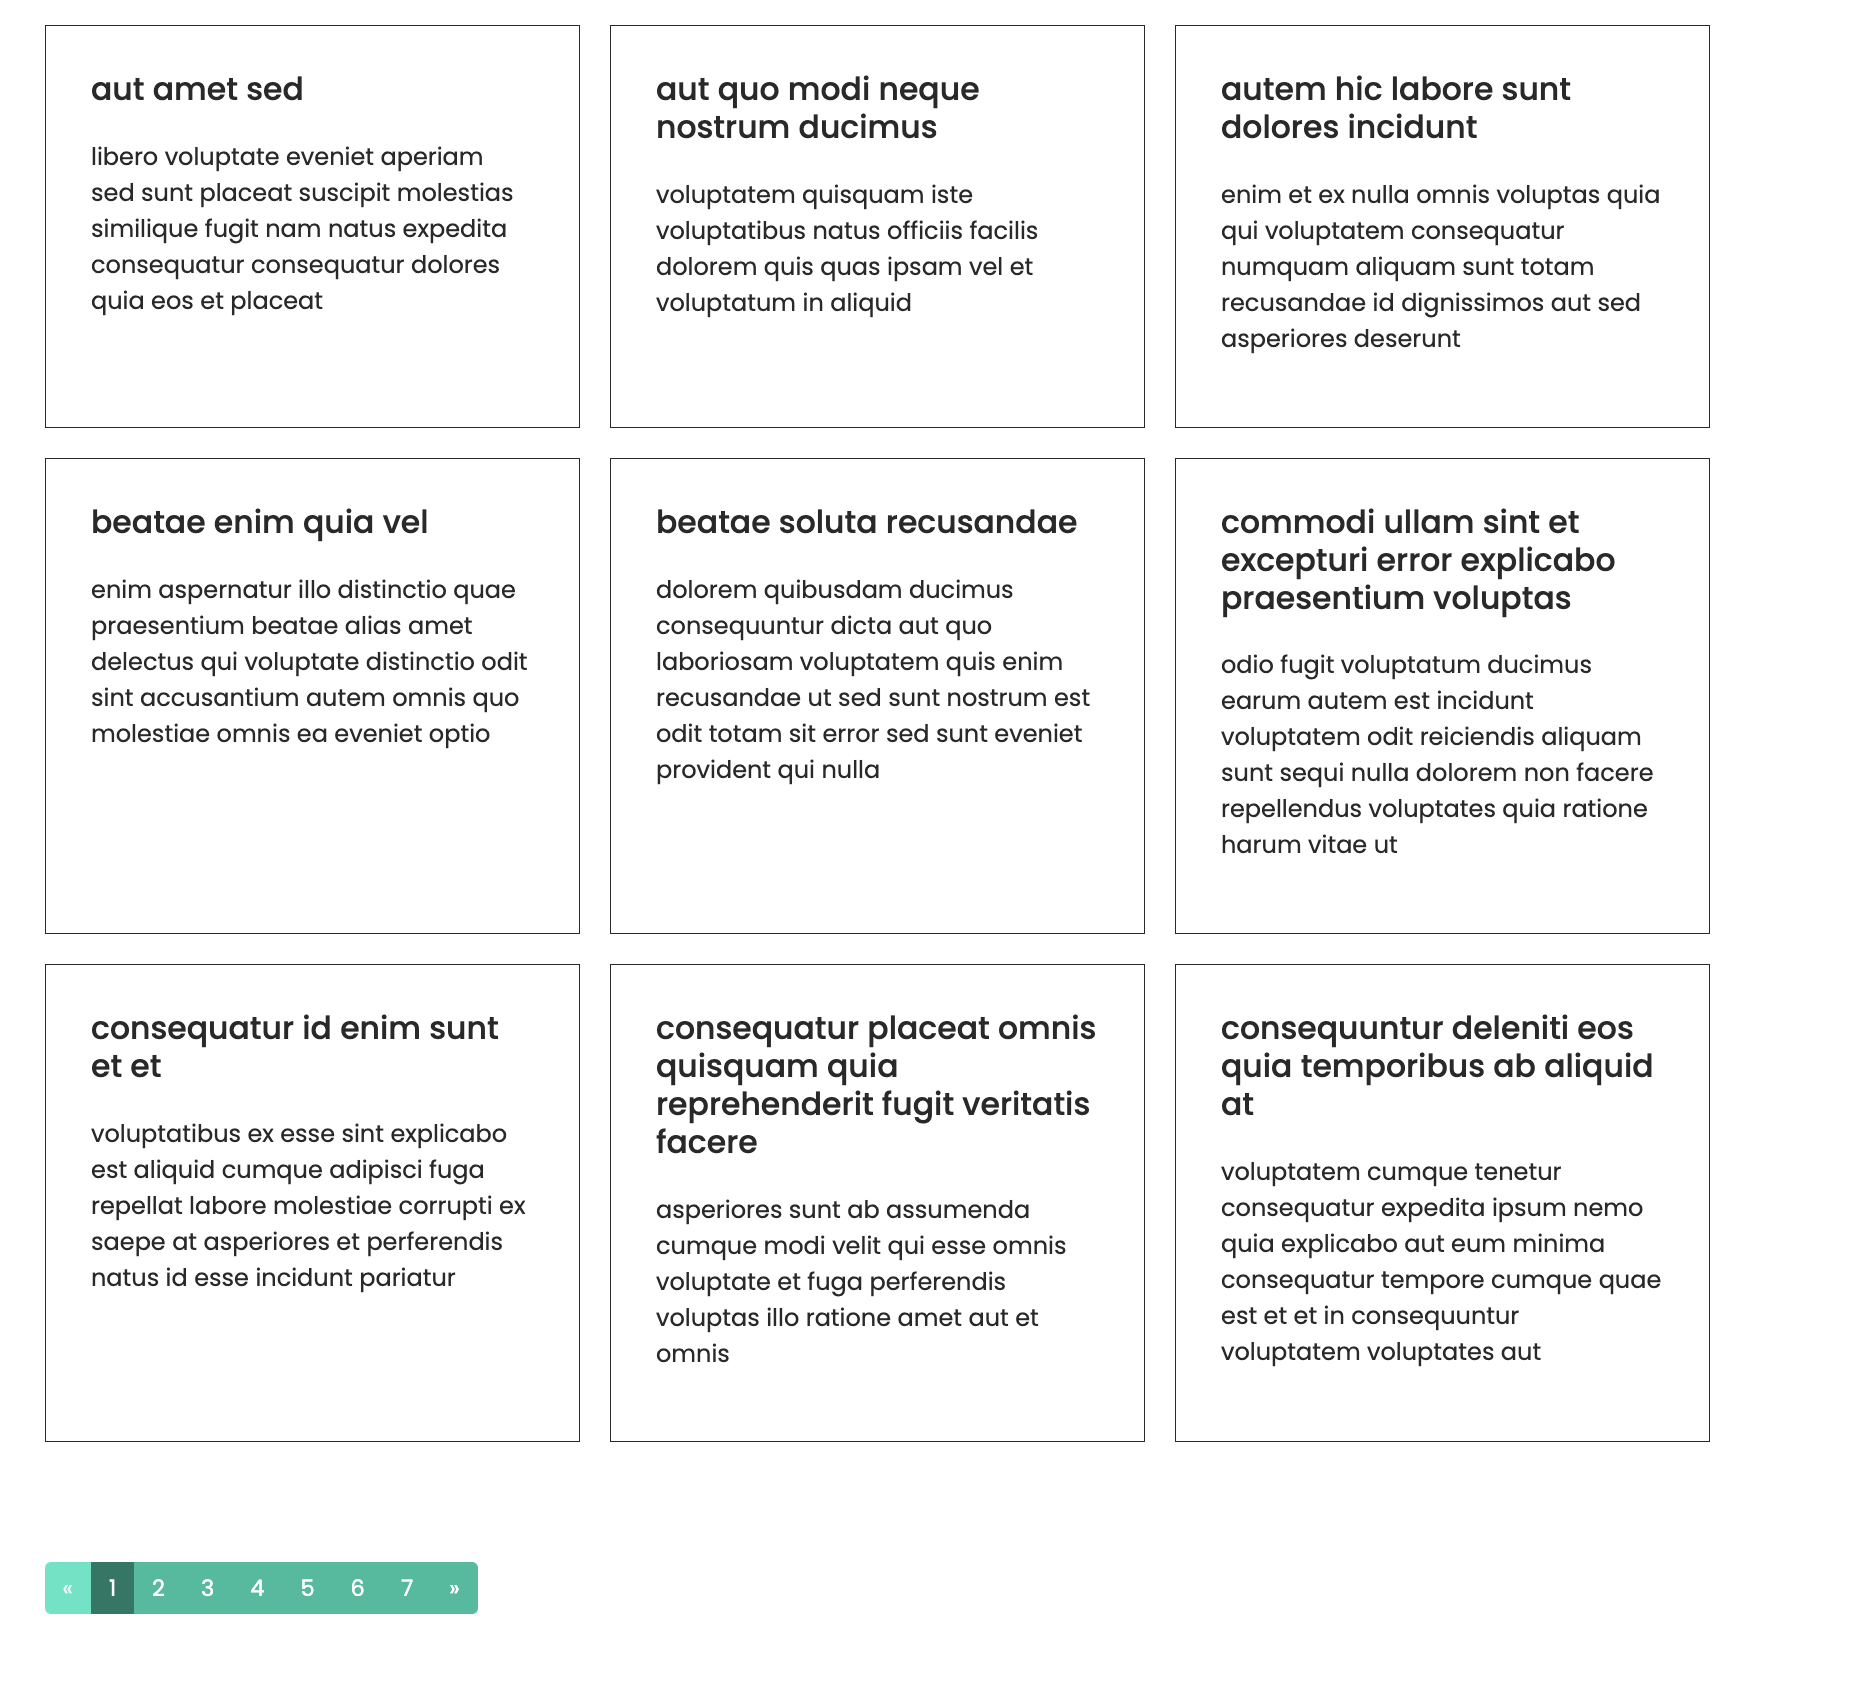 aut amet sed
libero voluptate eveniet aperiam
sed sunt placeat suscipit molestias
similique fugit nam natus expedita
consequatur consequatur dolores
quia eos et placeat
aut quo modi neque
nostrum ducimus
voluptatem quisquam iste
voluptatibus natus officiis facilis
dolorem quis quas ipsam vel et
voluptatum in aliquid
autem hic labore sunt
dolores incidunt
enim et ex nulla omnis voluptas quia
qui voluptatem consequatur
numquam aliquam sunt totam
recusandae id dignissimos aut sed
asperiores deserunt
beatae enim quia vel
enim aspernatur illo distinctio quae
praesentium beatae alias amet
delectus qui voluptate distinctio odit
sint accusantium autem omnis quo
molestiae omnis ea eveniet optio
beatae soluta recusandae
dolorem quibusdam ducimus
consequuntur dicta aut quo
laboriosam voluptatem quis enim
recusandae ut sed sunt nostrum est
odit totam sit error sed sunt eveniet
provident qui nulla
commodi ullam sint et
excepturi error explicabo
praesentium voluptas
odio fugit voluptatum ducimus
earum autem est incidunt
voluptatem odit reiciendis aliquam
sunt sequi nulla dolorem non facere
repellendus voluptates quia ratione
harum vitae ut
consequatur id enim sunt
et et
voluptatibus ex esse sint explicabo
est aliquid cumque adipisci fuga
repellat labore molestiae corrupti ex
saepe at asperiores et perferendis
natus id esse incidunt pariatur
consequatur placeat omnis
quisquam quia
reprehenderit fugit veritatis
facere
asperiores sunt ab assumenda
cumque modi velit qui esse omnis
voluptate et fuga perferendis
voluptas illo ratione amet aut et
omnis
consequuntur deleniti eos
quia temporibus ab aliquid
at
voluptatem cumque tenetur
consequatur expedita ipsum nemo
quia explicabo aut eum minima
consequatur tempore cumque quae
est et et in consequuntur
voluptatem voluptates aut
« 1 2 3 4 5 6 7 »